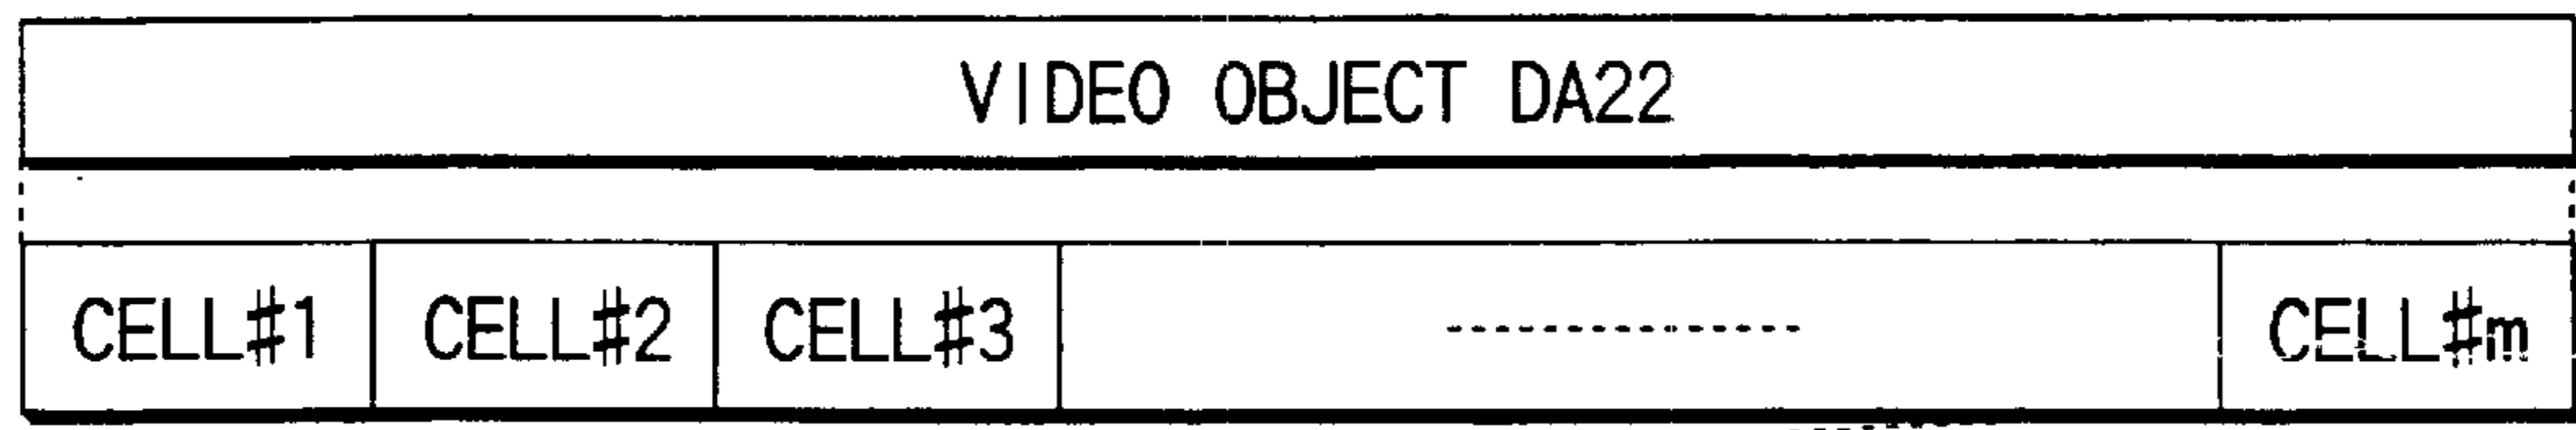 VIDEO OBJECT DA22
CELL#1 CELL#2 CELL#3 -------------- CELL#m